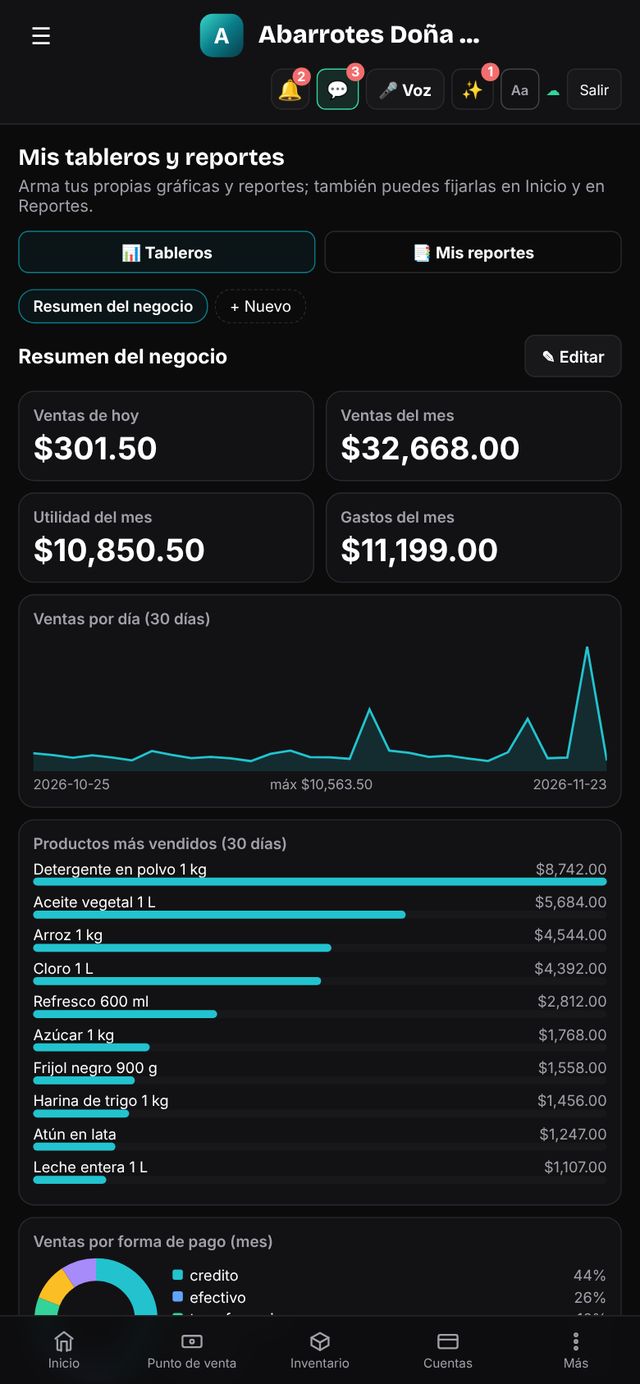 ☰
A
Abarrotes Doña ...
🔔 2
💬 3
🎤 Voz
✨ 1
Aa
Salir
Mis tableros y reportes
Arma tus propias gráficas y reportes; también puedes fijarlas en Inicio y en
Reportes.
📊 Tableros
📑 Mis reportes
Resumen del negocio
+ Nuevo
Resumen del negocio
✎ Editar
Ventas de hoy
$301.50
Ventas del mes
$32,668.00
Utilidad del mes
$10,850.50
Gastos del mes
$11,199.00
Ventas por día (30 días)
2026-10-25
máx $10,563.50
2026-11-23
Productos más vendidos (30 días)
Detergente en polvo 1 kg $8,742.00
Aceite vegetal 1 L $5,684.00
Arroz 1 kg $4,544.00
Cloro 1 L $4,392.00
Refresco 600 ml $2,812.00
Azúcar 1 kg $1,768.00
Frijol negro 900 g $1,558.00
Harina de trigo 1 kg $1,456.00
Atún en lata $1,247.00
Leche entera 1 L $1,107.00
Ventas por forma de pago (mes)
credito 44%
efectivo 26%
Inicio
Punto de venta
Inventario
Cuentas
Más